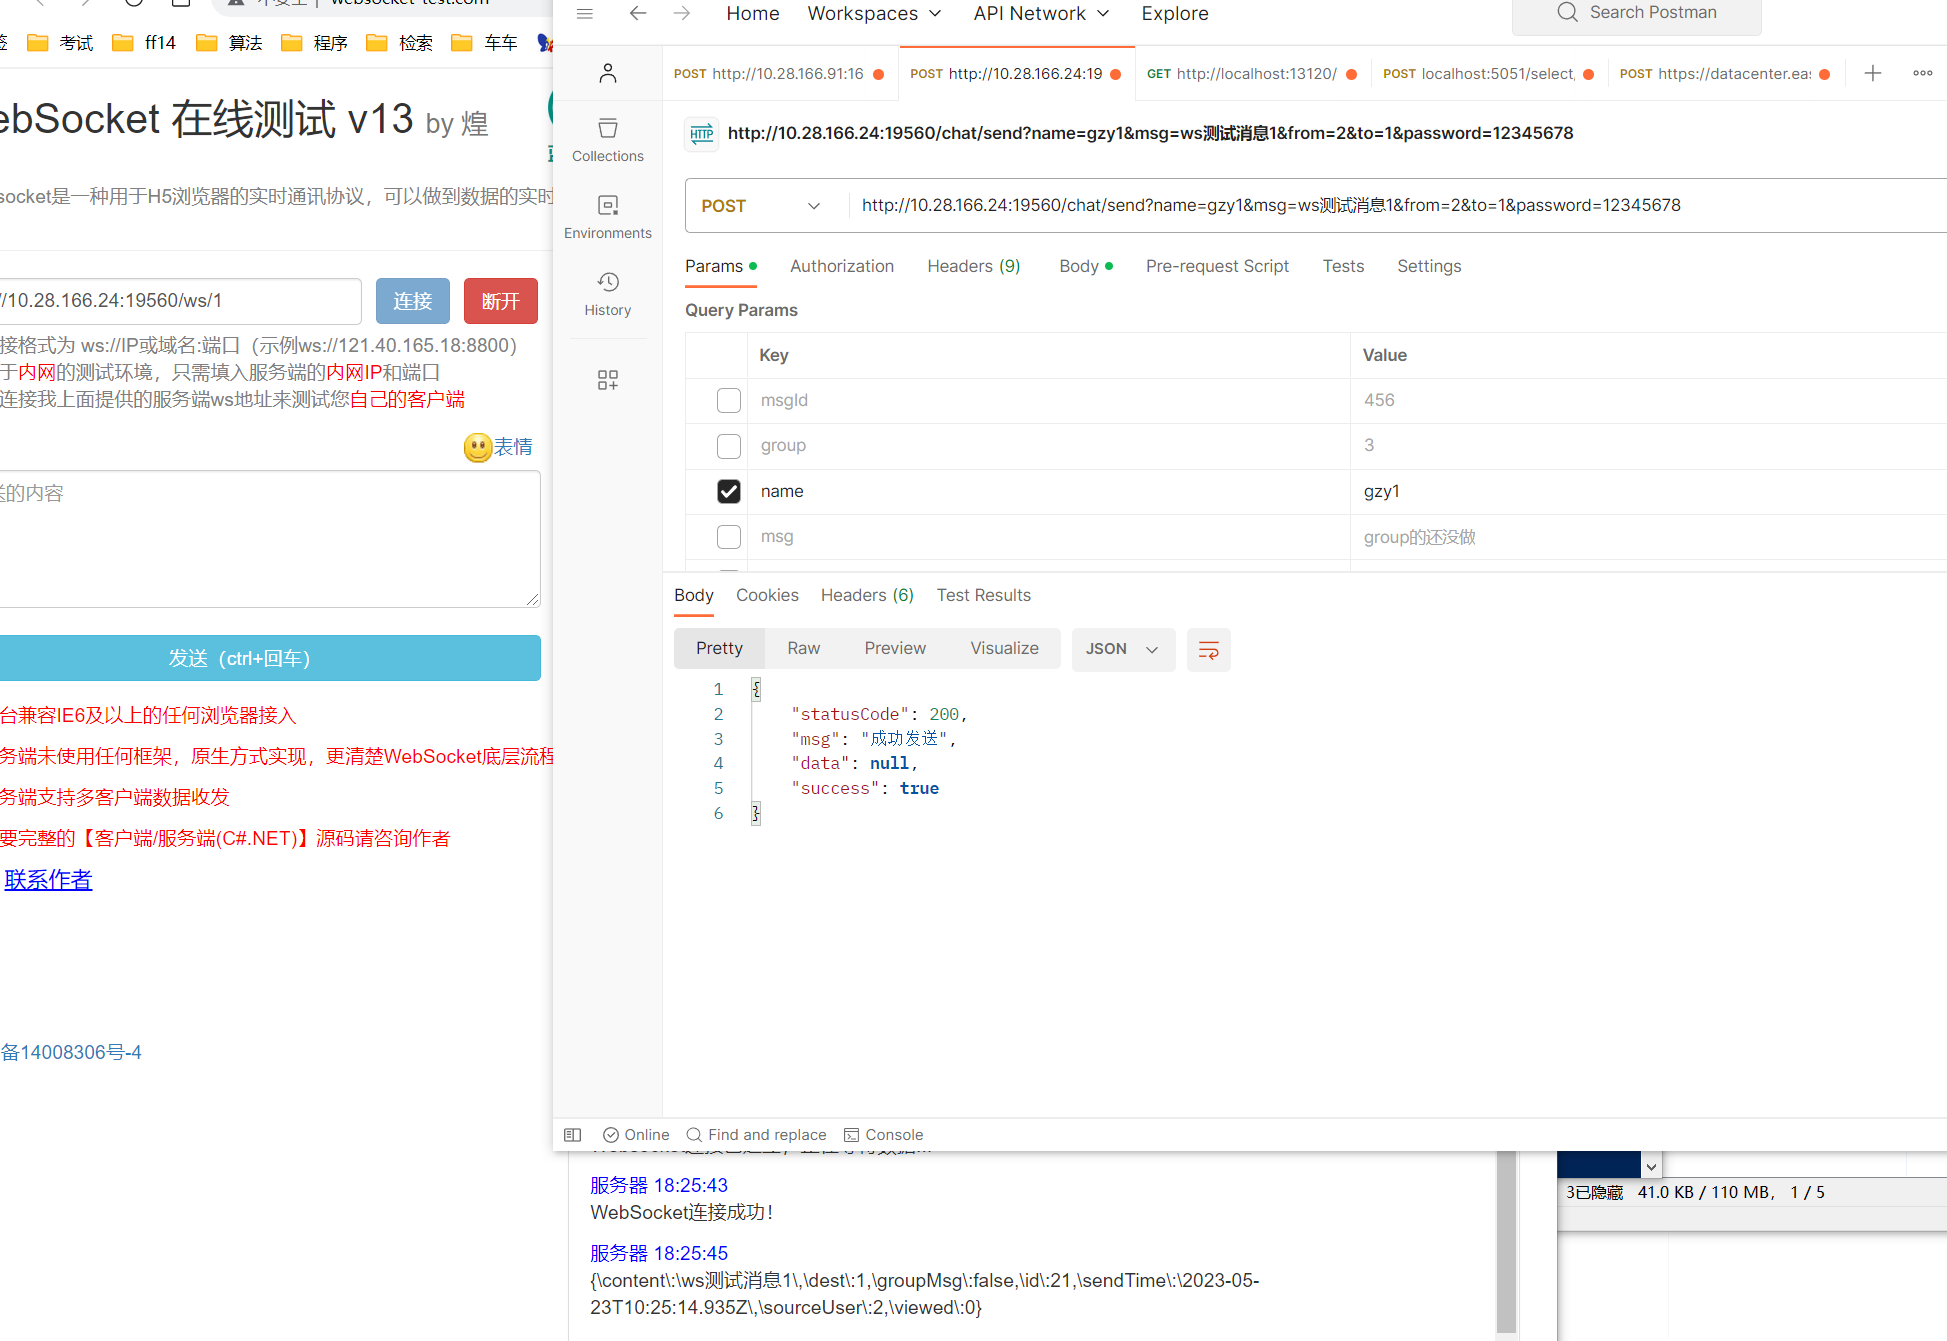 websocket-test.com
考试 ff14 算法 程序 检索 车车
ebSocket 在线测试 v13 by 煌
socket是一种用于H5浏览器的实时通讯协议，可以做到数据的实时
//10.28.166.24:19560/ws/1 连接 断开
接格式为 ws://IP或域名:端口（示例ws://121.40.165.18:8800）
于内网的测试环境，只需填入服务端的内网IP和端口
连接我上面提供的服务端ws地址来测试您自己的客户端
表情
送的内容
发送（ctrl+回车）
台兼容IE6及以上的任何浏览器接入
务端未使用任何框架，原生方式实现，更清楚WebSocket底层流程
务端支持多客户端数据收发
要完整的【客户端/服务端(C#.NET)】源码请咨询作者
联系作者
备14008306号-4
Home Workspaces API Network Explore Search Postman
POST http://10.28.166.91:16 POST http://10.28.166.24:19 GET http://localhost:13120/ POST localhost:5051/select, POST https://datacenter.eas
Collections
Environments
History
HTTP http://10.28.166.24:19560/chat/send?name=gzy1&msg=ws测试消息1&from=2&to=1&password=12345678
POST http://10.28.166.24:19560/chat/send?name=gzy1&msg=ws测试消息1&from=2&to=1&password=12345678
Params Authorization Headers (9) Body Pre-request Script Tests Settings
Query Params
Key Value
msgId 456
group 3
name gzy1
msg group的还没做
Body Cookies Headers (6) Test Results
Pretty Raw Preview Visualize JSON
1 {
2 "statusCode": 200,
3 "msg": "成功发送",
4 "data": null,
5 "success": true
6 }
Online Find and replace Console
服务器 18:25:43
WebSocket连接成功！
服务器 18:25:45
{\content\:\ws测试消息1\,\dest\:1,\groupMsg\:false,\id\:21,\sendTime\:\2023-05-
23T10:25:14.935Z\,\sourceUser\:2,\viewed\:0}
3已隐藏 41.0 KB / 110 MB， 1 / 5